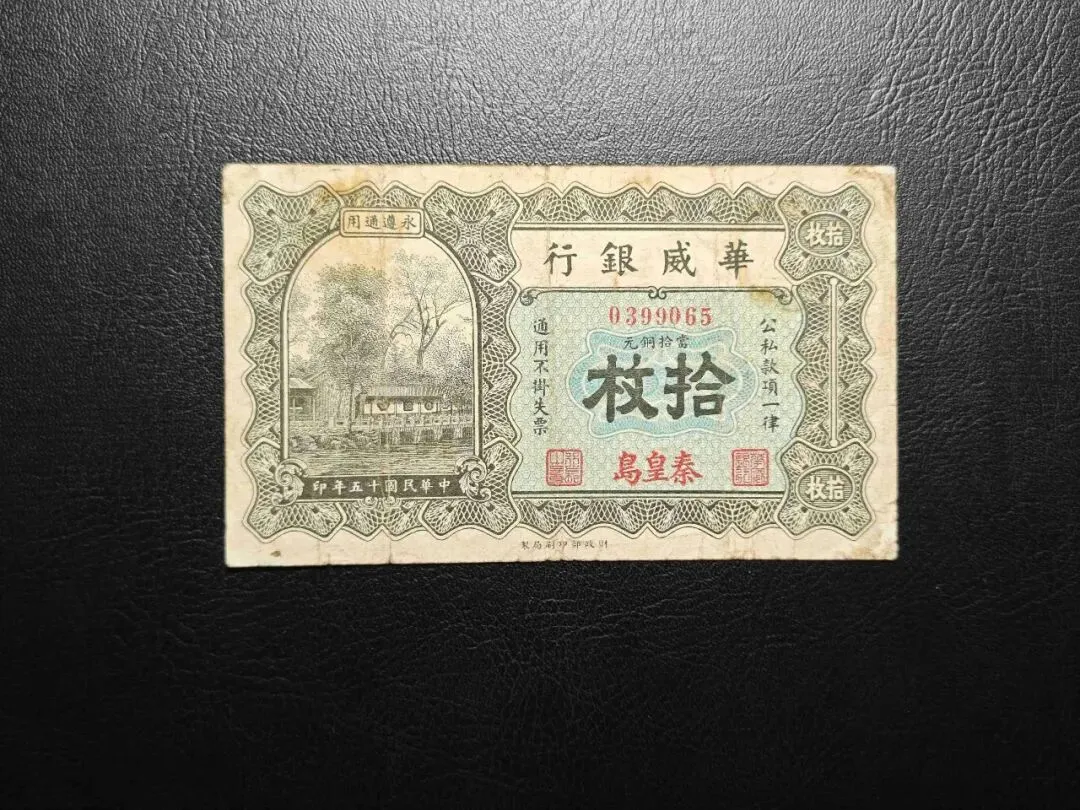 華威銀行
永遵通用
拾枚
0399065
當拾銅元
拾枚
公私款項一律
通用不掛失票
秦皇島
中華民國十五年印
拾枚
財政部印刷局製